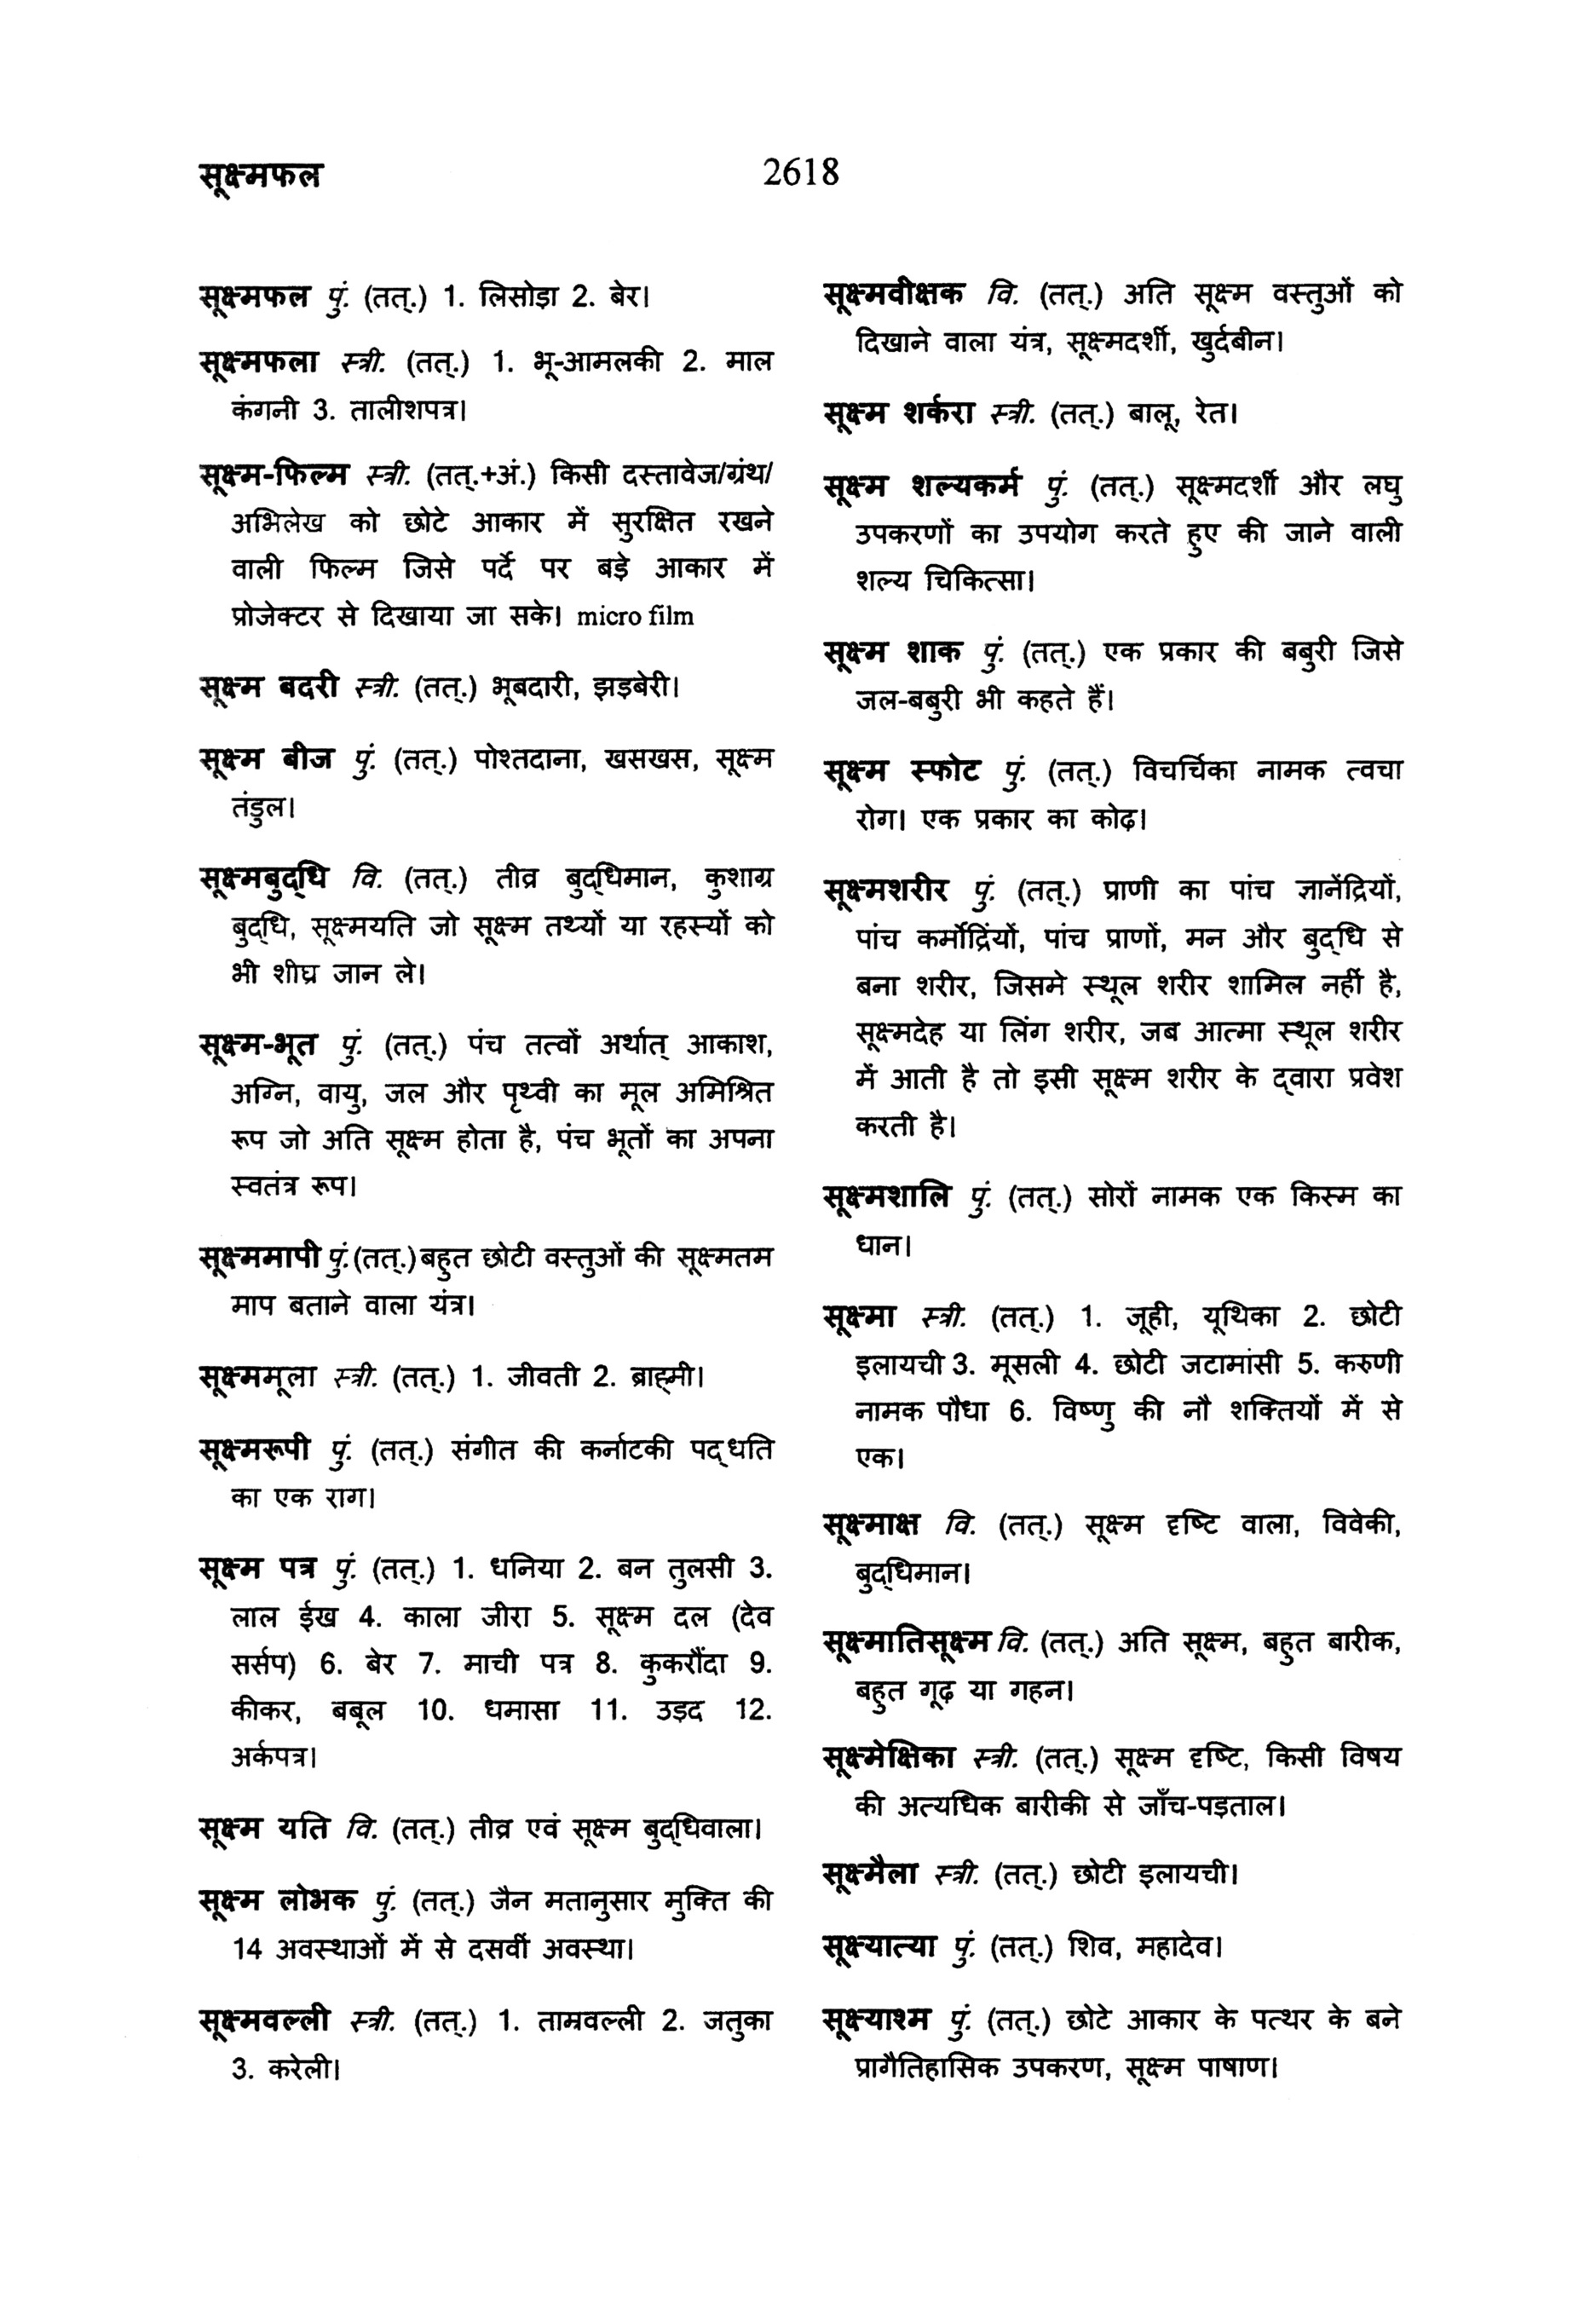 सूक्ष्मफल
2618
सूक्ष्मफल पुं. (तत्.) 1. लिसोड़ा 2. बेर।
सूक्ष्मफला स्त्री. (तत्.) 1. भू-आमलकी 2. माल
कंगनी 3. तालीशपत्र।
सूक्ष्म-फिल्म स्त्री. (तत्.+अं.) किसी दस्तावेज/ग्रंथ/
अभिलेख को छोटे आकार में सुरक्षित रखने
वाली फिल्म जिसे पर्दे पर बड़े आकार में
प्रोजेक्टर से दिखाया जा सके। micro film
सूक्ष्म बदरी स्त्री. (तत्.) भूबदारी, झड़बेरी।
सूक्ष्म बीज पुं. (तत्.) पोश्तदाना, खसखस, सूक्ष्म
तंडुल।
सूक्ष्मबुद्धि वि. (तत्.) तीव्र बुद्धिमान, कुशाग्र
बुद्धि, सूक्ष्मयति जो सूक्ष्म तथ्यों या रहस्यों को
भी शीघ्र जान ले।
सूक्ष्म-भूत पुं. (तत्.) पंच तत्वों अर्थात् आकाश,
अग्नि, वायु, जल और पृथ्वी का मूल अमिश्रित
रूप जो अति सूक्ष्म होता है, पंच भूतों का अपना
स्वतंत्र रूप।
सूक्ष्ममापी पुं.(तत्.) बहुत छोटी वस्तुओं की सूक्ष्मतम
माप बताने वाला यंत्र।
सूक्ष्ममूला स्त्री. (तत्.) 1. जीवती 2. ब्राह्मी।
सूक्ष्मरूपी पुं. (तत्.) संगीत की कर्नाटकी पद्धति
का एक राग।
सूक्ष्म पत्र पुं. (तत्.) 1. धनिया 2. बन तुलसी 3.
लाल ईख 4. काला जीरा 5. सूक्ष्म दल (देव
सर्सप) 6. बेर 7. माची पत्र 8. कुकरौंदा 9.
कीकर, बबूल 10. धमासा 11. उड़द 12.
अर्कपत्र।
सूक्ष्म यति वि. (तत्.) तीव्र एवं सूक्ष्म बुद्धिवाला।
सूक्ष्म लोभक पुं. (तत्.) जैन मतानुसार मुक्ति की
14 अवस्थाओं में से दसवीं अवस्था।
सूक्ष्मवल्ली स्त्री. (तत्.) 1. ताम्रवल्ली 2. जतुका
3. करेली।
सूक्ष्मवीक्षक वि. (तत्.) अति सूक्ष्म वस्तुओं को
दिखाने वाला यंत्र, सूक्ष्मदर्शी, खुर्दबीन।
सूक्ष्म शर्करा स्त्री. (तत्.) बालू, रेत।
सूक्ष्म शल्यकर्म पुं. (तत्.) सूक्ष्मदर्शी और लघु
उपकरणों का उपयोग करते हुए की जाने वाली
शल्य चिकित्सा।
सूक्ष्म शाक पुं. (तत्.) एक प्रकार की बबुरी जिसे
जल-बबुरी भी कहते हैं।
सूक्ष्म स्फोट पुं. (तत्.) विचर्चिका नामक त्वचा
रोग। एक प्रकार का कोढ़।
सूक्ष्मशरीर पुं. (तत्.) प्राणी का पांच ज्ञानेंद्रियों,
पांच कर्मोद्रिंयों, पांच प्राणों, मन और बुद्धि से
बना शरीर, जिसमे स्थूल शरीर शामिल नहीं है,
सूक्ष्मदेह या लिंग शरीर, जब आत्मा स्थूल शरीर
में आती है तो इसी सूक्ष्म शरीर के द्वारा प्रवेश
करती है।
सूक्ष्मशालि पुं. (तत्.) सोरों नामक एक किस्म का
धान।
सूक्ष्मा स्त्री. (तत्.) 1. जूही, यूथिका 2. छोटी
इलायची 3. मूसली 4. छोटी जटामांसी 5. करुणी
नामक पौधा 6. विष्णु की नौ शक्तियों में से
एक।
सूक्ष्माक्ष वि. (तत्.) सूक्ष्म दृष्टि वाला, विवेकी,
बुद्धिमान।
सूक्ष्मातिसूक्ष्म वि. (तत्.) अति सूक्ष्म, बहुत बारीक,
बहुत गूढ़ या गहन।
सूक्ष्मेक्षिका स्त्री. (तत्.) सूक्ष्म दृष्टि, किसी विषय
की अत्यधिक बारीकी से जाँच-पड़ताल।
सूक्ष्मैला स्त्री. (तत्.) छोटी इलायची।
सूक्ष्यात्या पुं. (तत्.) शिव, महादेव।
सूक्ष्याश्म पुं. (तत्.) छोटे आकार के पत्थर के बने
प्रागैतिहासिक उपकरण, सूक्ष्म पाषाण।